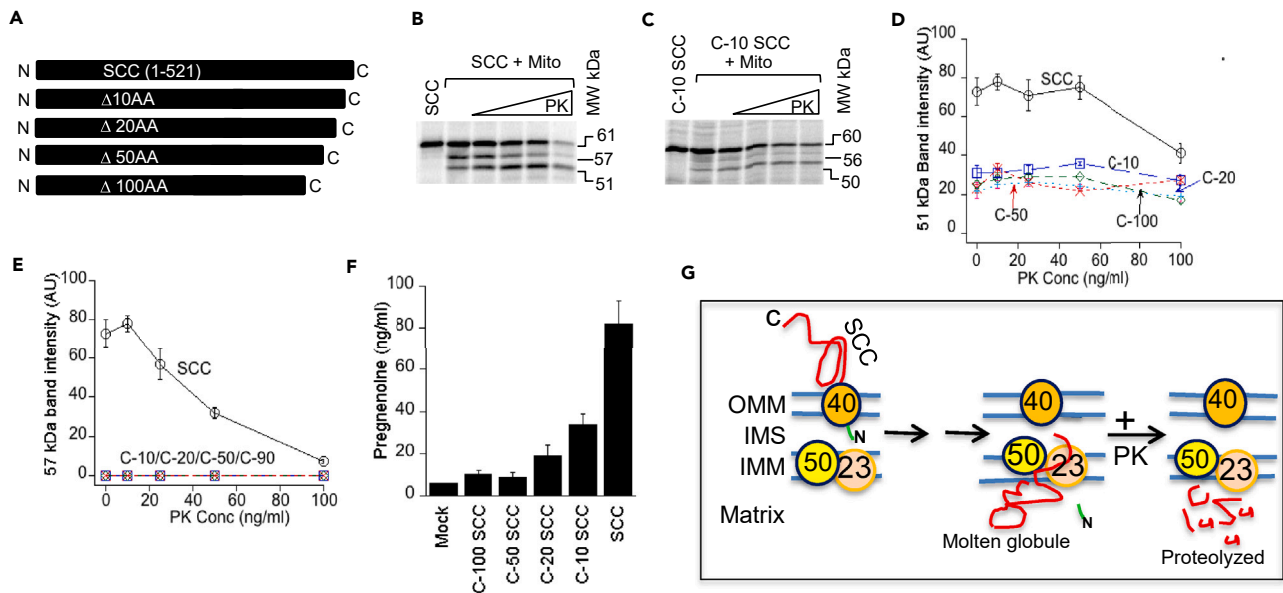 A
N SCC (1-521) C
N Δ10AA C
N Δ 20AA C
N Δ 50AA C
N Δ 100AA C
B
SCC
SCC + Mito
PK
MW kDa
61
57
51
C
C-10 SCC
C-10 SCC
+ Mito
PK
MW kDa
60
56
50
D
51 kDa Band intensity (AU)
100
80
60
40
20
0
SCC
C-10
C-20
C-50
C-100
0 20 40 60 80 100
PK Conc (ng/ml)
E
57 kDa band intensity (AU)
100
80
60
40
20
0
SCC
C-10/C-20/C-50/C-90
0 20 40 60 80 100
PK Conc (ng/ml)
F
Pregnenolne (ng/ml)
100
80
60
40
20
0
Mock
C-100 SCC
C-50 SCC
C-20 SCC
C-10 SCC
SCC
G
C
SCC
OMM
IMS
IMM
Matrix
40
N
50
23
40
50
23
N
Molten globule
+
PK
40
50
23
Proteolyzed